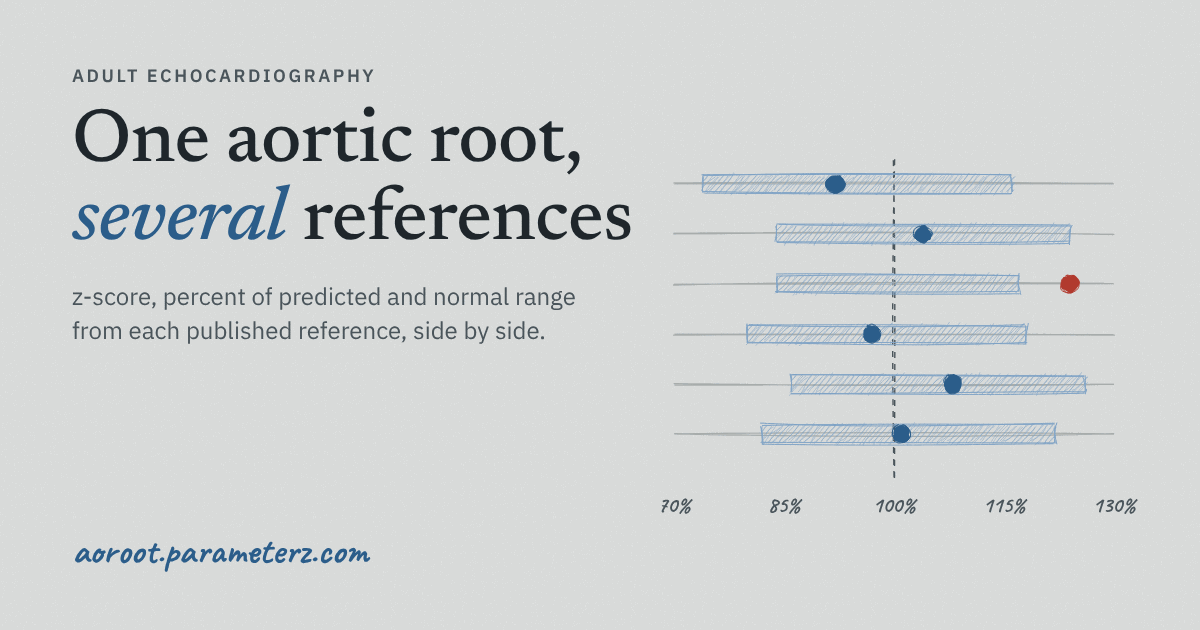 ADULT ECHOCARDIOGRAPHY
One aortic root,
several references
z-score, percent of predicted and normal range
from each published reference, side by side.
70% 85% 100% 115% 130%
aoroot.parameterz.com